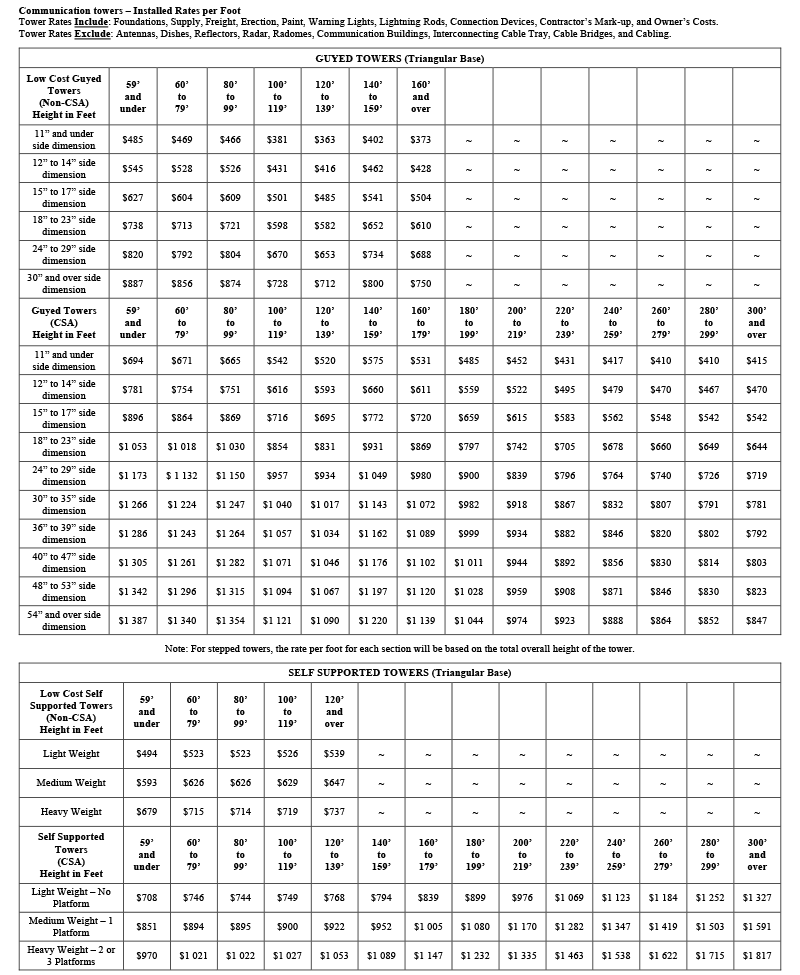 Communication towers – Installed Rates per Foot
Tower Rates Include: Foundations, Supply, Freight, Erection, Paint, Warning Lights, Lightning Rods, Connection Devices, Contractor's Mark-up, and Owner's Costs.
Tower Rates Exclude: Antennas, Dishes, Reflectors, Radar, Radomes, Communication Buildings, Interconnecting Cable Tray, Cable Bridges, and Cabling.
GUYED TOWERS (Triangular Base)
Low Cost Guyed Towers (Non-CSA) Height in Feet 59' and under 60' to 79' 80' to 99' 100' to 119' 120' to 139' 140' to 159' 160' and over
11" and under side dimension $485 $469 $466 $381 $363 $402 $373 ~ ~ ~ ~ ~ ~ ~
12" to 14" side dimension $545 $528 $526 $431 $416 $462 $428 ~ ~ ~ ~ ~ ~ ~
15" to 17" side dimension $627 $604 $609 $501 $485 $541 $504 ~ ~ ~ ~ ~ ~ ~
18" to 23" side dimension $738 $713 $721 $598 $582 $652 $610 ~ ~ ~ ~ ~ ~ ~
24" to 29" side dimension $820 $792 $804 $670 $653 $734 $688 ~ ~ ~ ~ ~ ~ ~
30" and over side dimension $887 $856 $874 $728 $712 $800 $750 ~ ~ ~ ~ ~ ~ ~
Guyed Towers (CSA) Height in Feet 59' and under 60' to 79' 80' to 99' 100' to 119' 120' to 139' 140' to 159' 160' to 179' 180' to 199' 200' to 219' 220' to 239' 240' to 259' 260' to 279' 280' to 299' 300' and over
11" and under side dimension $694 $671 $665 $542 $520 $575 $531 $485 $452 $431 $417 $410 $410 $415
12" to 14" side dimension $781 $754 $751 $616 $593 $660 $611 $559 $522 $495 $479 $470 $467 $470
15" to 17" side dimension $896 $864 $869 $716 $695 $772 $720 $659 $615 $583 $562 $548 $542 $542
18" to 23" side dimension $1 053 $1 018 $1 030 $854 $831 $931 $869 $797 $742 $705 $678 $660 $649 $644
24" to 29" side dimension $1 173 $ 1 132 $1 150 $957 $934 $1 049 $980 $900 $839 $796 $764 $740 $726 $719
30" to 35" side dimension $1 266 $1 224 $1 247 $1 040 $1 017 $1 143 $1 072 $982 $918 $867 $832 $807 $791 $781
36" to 39" side dimension $1 286 $1 243 $1 264 $1 057 $1 034 $1 162 $1 089 $999 $934 $882 $846 $820 $802 $792
40" to 47" side dimension $1 305 $1 261 $1 282 $1 071 $1 046 $1 176 $1 102 $1 011 $944 $892 $856 $830 $814 $803
48" to 53" side dimension $1 342 $1 296 $1 315 $1 094 $1 067 $1 197 $1 120 $1 028 $959 $908 $871 $846 $830 $823
54" and over side dimension $1 387 $1 340 $1 354 $1 121 $1 090 $1 220 $1 139 $1 044 $974 $923 $888 $864 $852 $847
Note: For stepped towers, the rate per foot for each section will be based on the total overall height of the tower.
SELF SUPPORTED TOWERS (Triangular Base)
Low Cost Self Supported Towers (Non-CSA) Height in Feet 59' and under 60' to 79' 80' to 99' 100' to 119' 120' and over
Light Weight $494 $523 $523 $526 $539 ~ ~ ~ ~ ~ ~ ~ ~ ~
Medium Weight $593 $626 $626 $629 $647 ~ ~ ~ ~ ~ ~ ~ ~ ~
Heavy Weight $679 $715 $714 $719 $737 ~ ~ ~ ~ ~ ~ ~ ~ ~
Self Supported Towers (CSA) Height in Feet 59' and under 60' to 79' 80' to 99' 100' to 119' 120' to 139' 140' to 159' 160' to 179' 180' to 199' 200' to 219' 220' to 239' 240' to 259' 260' to 279' 280' to 299' 300' and over
Light Weight – No Platform $708 $746 $744 $749 $768 $794 $839 $899 $976 $1 069 $1 123 $1 184 $1 252 $1 327
Medium Weight – 1 Platform $851 $894 $895 $900 $922 $952 $1 005 $1 080 $1 170 $1 282 $1 347 $1 419 $1 503 $1 591
Heavy Weight – 2 or 3 Platforms $970 $1 021 $1 022 $1 027 $1 053 $1 089 $1 147 $1 232 $1 335 $1 463 $1 538 $1 622 $1 715 $1 817